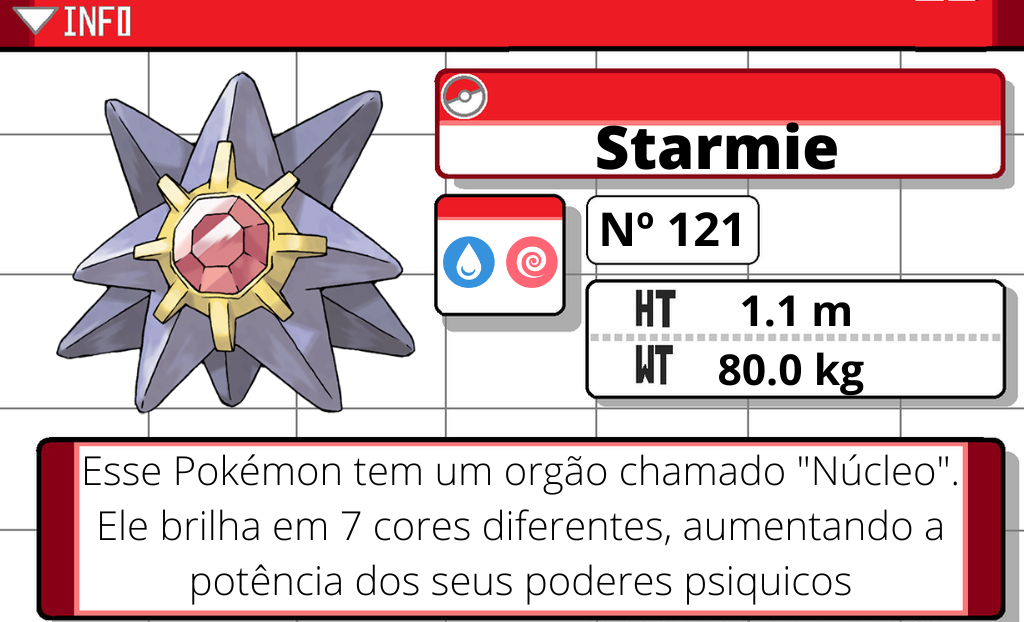 INFO
Starmie
Nº 121
HT 1.1 m
WT 80.0 kg
Esse Pokémon tem um orgão chamado "Núcleo".
Ele brilha em 7 cores diferentes, aumentando a
potência dos seus poderes psiquicos